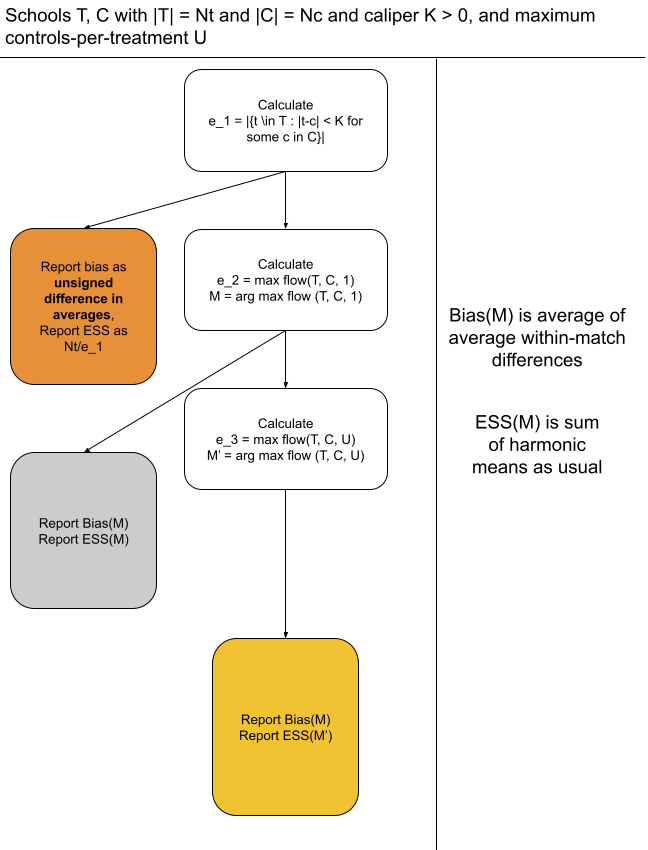 Schools T, C with |T| = Nt and |C| = Nc and caliper K > 0, and maximum
controls-per-treatment U
Calculate
e_1 = |{t \in T : |t-c| < K for
some c in C}|
Report bias as
unsigned
difference in
averages,
Report ESS as
Nt/e_1
Calculate
e_2 = max flow(T, C, 1)
M = arg max flow (T, C, 1)
Calculate
e_3 = max flow(T, C, U)
M' = arg max flow (T, C, U)
Report Bias(M)
Report ESS(M)
Report Bias(M)
Report ESS(M')
Bias(M) is average of
average within-match
differences
ESS(M) is sum
of harmonic
means as usual